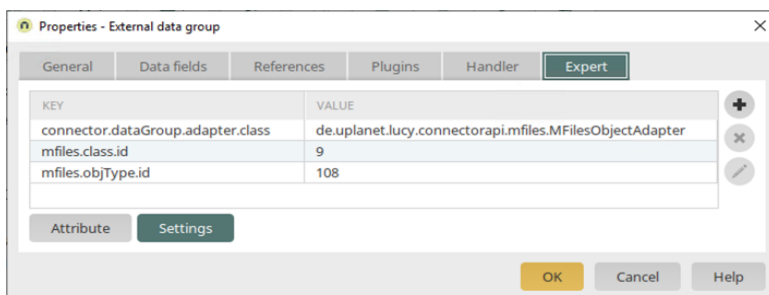 Properties - External data group
General Data fields References Plugins Handler Expert
KEY VALUE
connector.dataGroup.adapter.class de.uplanet.lucy.connectorapi.mfiles.MFilesObjectAdapter
mfiles.class.id 9
mfiles.objType.id 108
Attribute Settings
OK Cancel Help